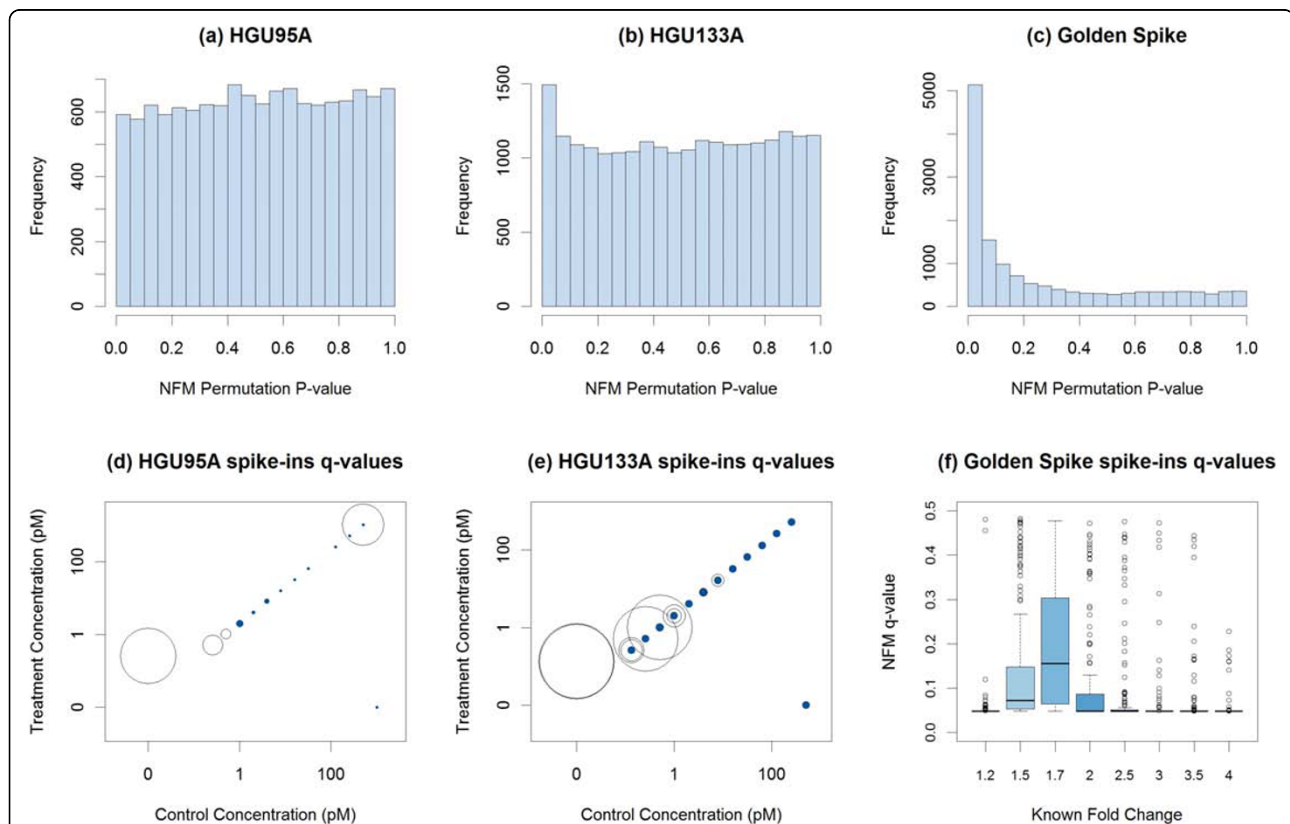 (a) HGU95A
(b) HGU133A
(c) Golden Spike
Frequency
0
200
400
600
0.0 0.2 0.4 0.6 0.8 1.0
NFM Permutation P-value
Frequency
0
500
1000
1500
0.0 0.2 0.4 0.6 0.8 1.0
NFM Permutation P-value
Frequency
0
1000
3000
5000
0.0 0.2 0.4 0.6 0.8 1.0
NFM Permutation P-value
(d) HGU95A spike-ins q-values
(e) HGU133A spike-ins q-values
(f) Golden Spike spike-ins q-values
Treatment Concentration (pM)
100
1
0
0 1 100
Control Concentration (pM)
Treatment Concentration (pM)
100
1
0
0 1 100
Control Concentration (pM)
NFM q-value
0.5
0.4
0.3
0.2
0.1
0.0
1.2 1.5 1.7 2 2.5 3 3.5 4
Known Fold Change